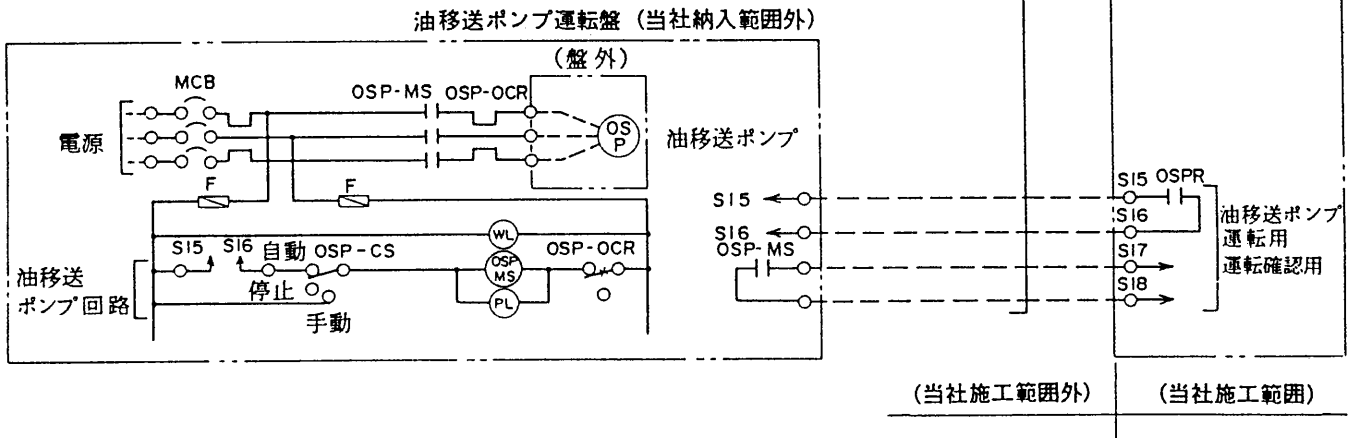 油移送ポンプ運転盤 (当社納入範囲外)
(盤外)
MCB
OSP-MS OSP-OCR
電源
OS
P
油移送ポンプ
F
F
WL
S15 S16 自動 OSP-CS
OSP
MS
OSP-OCR
油移送
ポンプ回路
停止
手動
PL
S15
S16
OSP-MS
S15 OSPR
S16
S17
S18
油移送ポンプ
運転用
運転確認用
(当社施工範囲外)
(当社施工範囲)